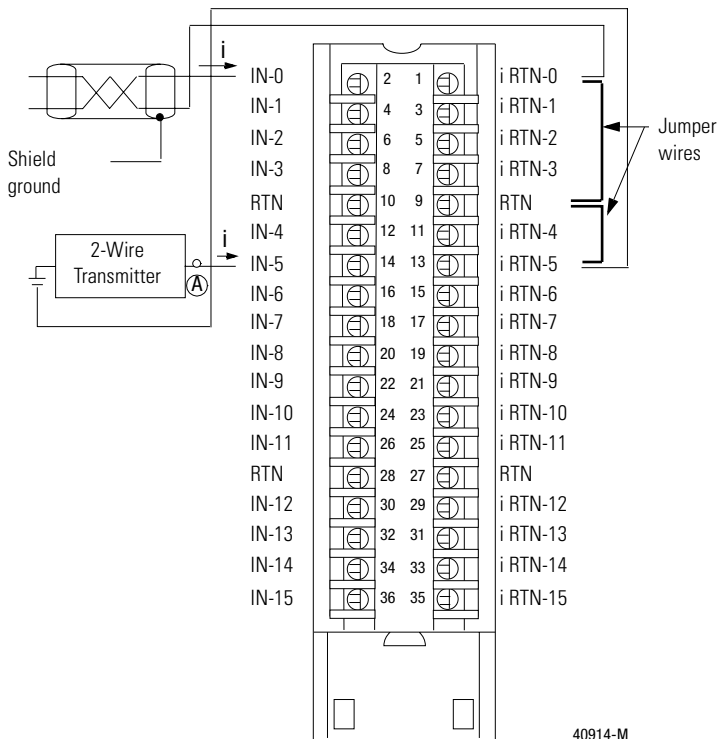 i
IN-0 2 1 i RTN-0
IN-1 4 3 i RTN-1
IN-2 6 5 i RTN-2
IN-3 8 7 i RTN-3
RTN 10 9 RTN
IN-4 12 11 i RTN-4
IN-5 14 13 i RTN-5
IN-6 16 15 i RTN-6
IN-7 18 17 i RTN-7
IN-8 20 19 i RTN-8
IN-9 22 21 i RTN-9
IN-10 24 23 i RTN-10
IN-11 26 25 i RTN-11
RTN 28 27 RTN
IN-12 30 29 i RTN-12
IN-13 32 31 i RTN-13
IN-14 34 33 i RTN-14
IN-15 36 35 i RTN-15
Shield
ground
2-Wire
Transmitter
i
A
Jumper
wires
40914-M